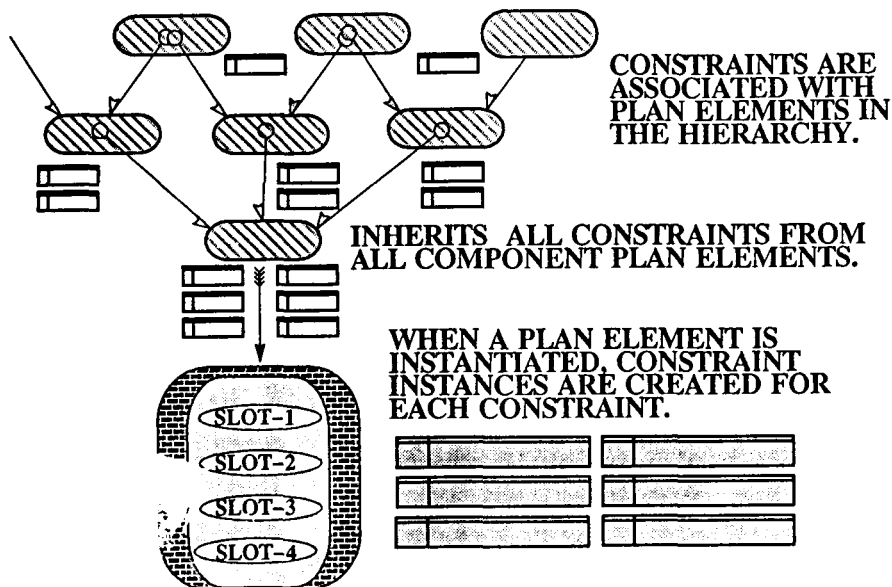 CONSTRAINTS ARE
ASSOCIATED WITH
PLAN ELEMENTS IN
THE HIERARCHY.
INHERITS ALL CONSTRAINTS FROM
ALL COMPONENT PLAN ELEMENTS.
WHEN A PLAN ELEMENT IS
INSTANTIATED, CONSTRAINT
INSTANCES ARE CREATED FOR
EACH CONSTRAINT.
SLOT-1
SLOT-2
SLOT-3
SLOT-4